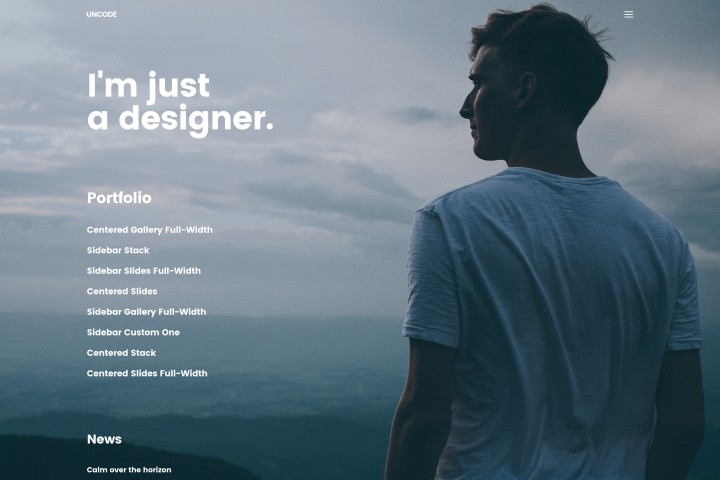 UNCODE
I'm just
a designer.
Portfolio
Centered Gallery Full-Width
Sidebar Stack
Sidebar Slides Full-Width
Centered Slides
Sidebar Gallery Full-Width
Sidebar Custom One
Centered Stack
Centered Slides Full-Width
News
Calm over the horizon